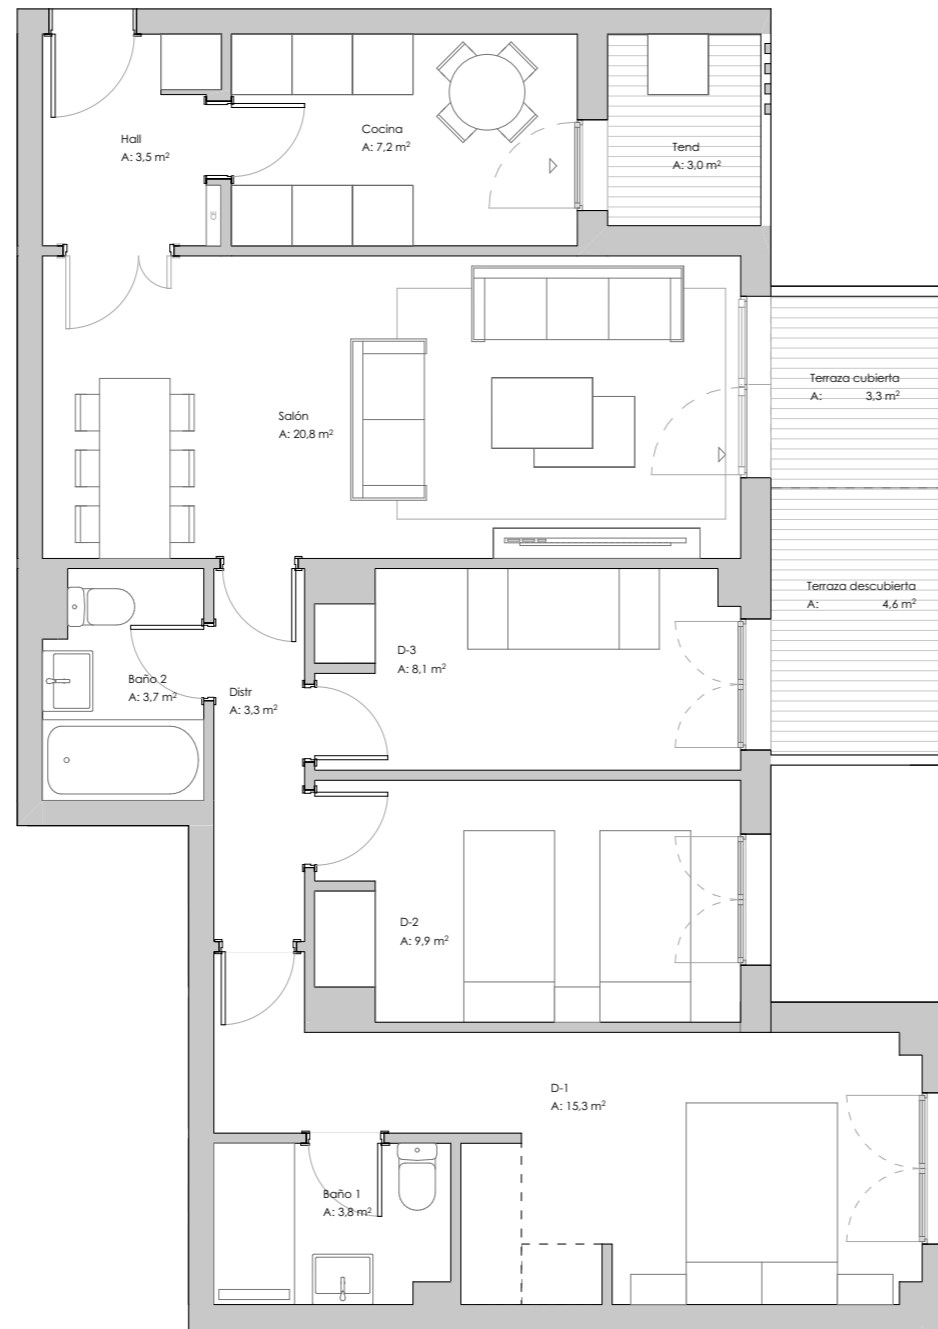 Hall
A: 3,5 m²
Cocina
A: 7,2 m²
Tend
A: 3,0 m²
CE
Salón
A: 20,8 m²
Terraza cubierta
A: 3,3 m²
Terraza descubierta
A: 4,6 m²
Baño 2
A: 3,7 m²
Distr
A: 3,3 m²
D-3
A: 8,1 m²
D-2
A: 9,9 m²
D-1
A: 15,3 m²
Baño 1
A: 3,8 m²